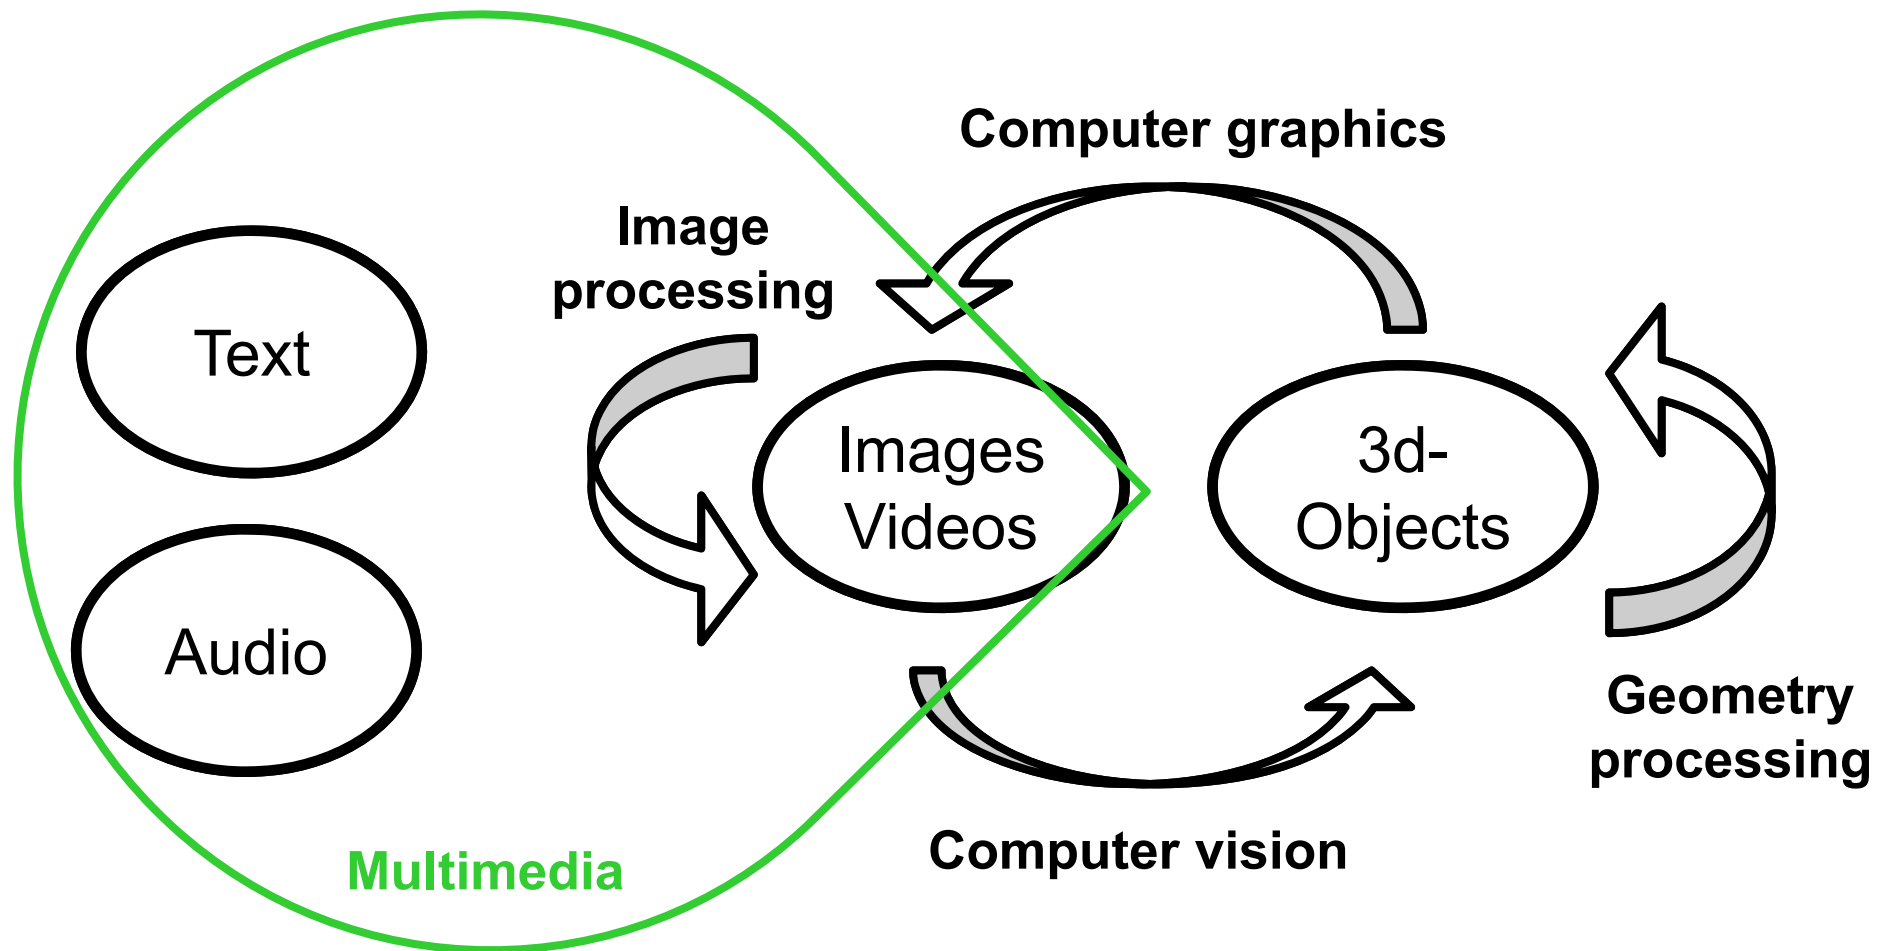 Computer graphics
Image
processing
Text
Images
Videos
3d-
Objects
Audio
Geometry
processing
Computer vision
Multimedia